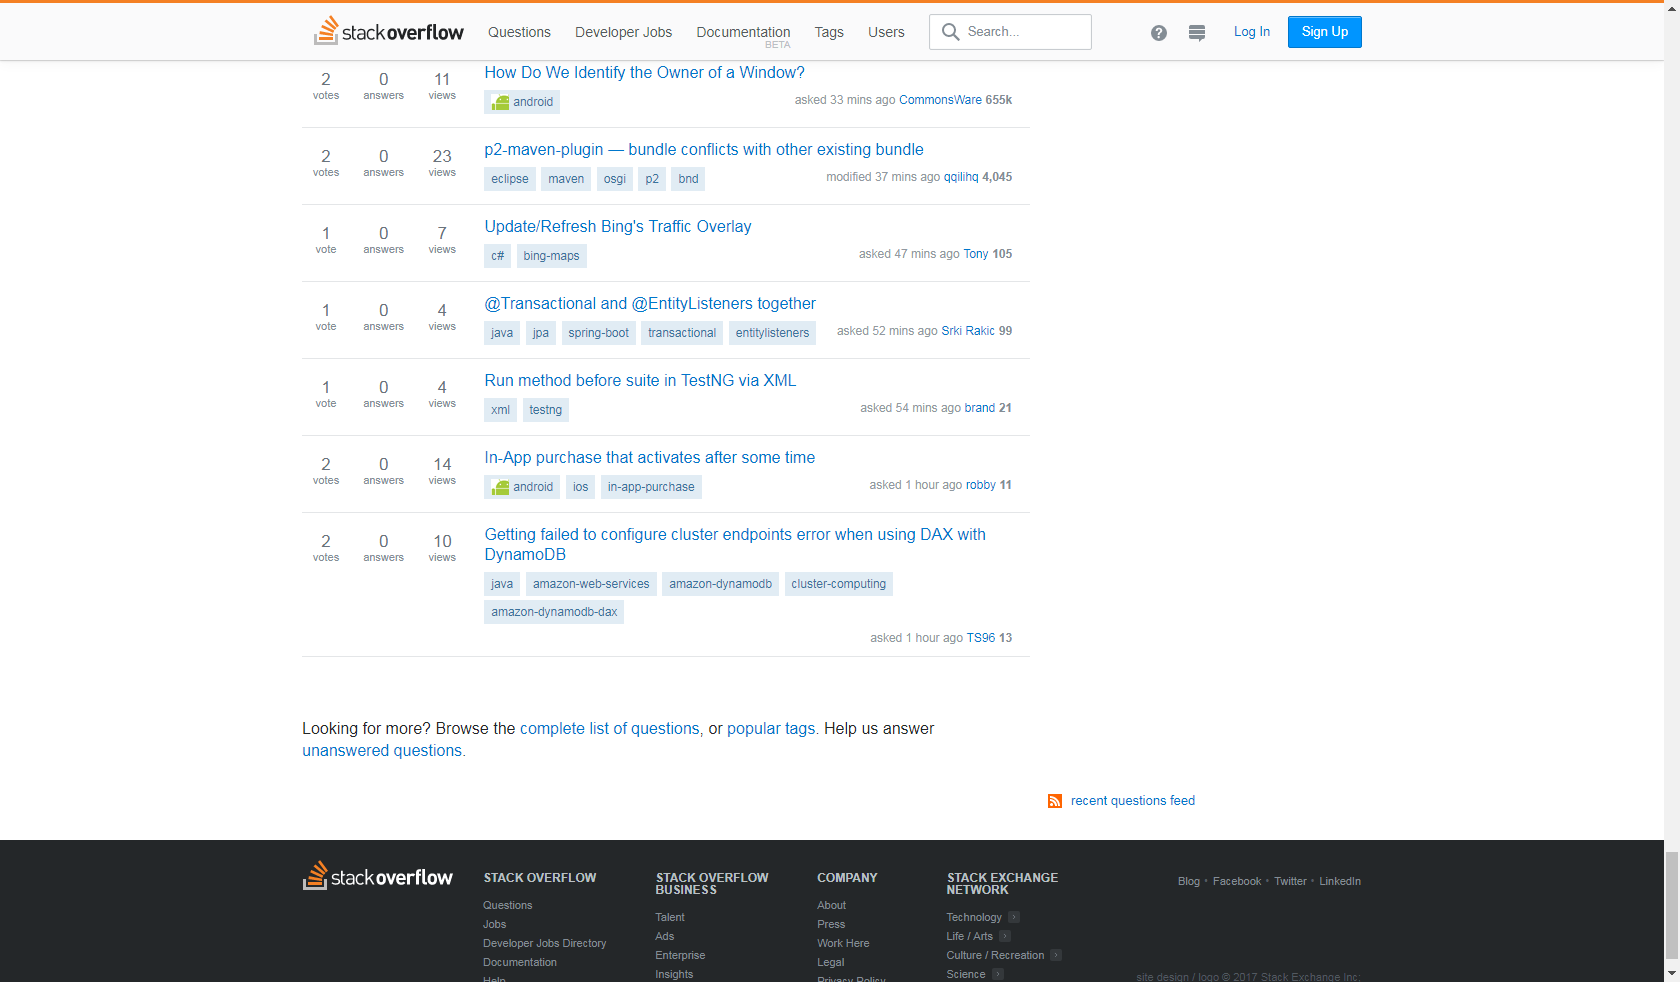 stackoverflow Questions Developer Jobs Documentation BETA Tags Users Search... Log In Sign Up
How Do We Identify the Owner of a Window?
2 votes 0 answers 11 views
android
asked 33 mins ago CommonsWare 655k
p2-maven-plugin — bundle conflicts with other existing bundle
2 votes 0 answers 23 views
eclipse maven osgi p2 bnd
modified 37 mins ago qqilihq 4,045
Update/Refresh Bing's Traffic Overlay
1 vote 0 answers 7 views
c# bing-maps
asked 47 mins ago Tony 105
@Transactional and @EntityListeners together
1 vote 0 answers 4 views
java jpa spring-boot transactional entitylisteners
asked 52 mins ago Srki Rakic 99
Run method before suite in TestNG via XML
1 vote 0 answers 4 views
xml testng
asked 54 mins ago brand 21
In-App purchase that activates after some time
2 votes 0 answers 14 views
android ios in-app-purchase
asked 1 hour ago robby 11
Getting failed to configure cluster endpoints error when using DAX with
DynamoDB
2 votes 0 answers 10 views
java amazon-web-services amazon-dynamodb cluster-computing
amazon-dynamodb-dax
asked 1 hour ago TS96 13
Looking for more? Browse the complete list of questions, or popular tags. Help us answer
unanswered questions.
recent questions feed
stackoverflow
STACK OVERFLOW
Questions
Jobs
Developer Jobs Directory
Documentation
Help
STACK OVERFLOW
BUSINESS
Talent
Ads
Enterprise
Insights
COMPANY
About
Press
Work Here
Legal
Privacy Policy
STACK EXCHANGE
NETWORK
Technology
Life / Arts
Culture / Recreation
Science
Blog • Facebook • Twitter • LinkedIn
site design / logo © 2017 Stack Exchange Inc;